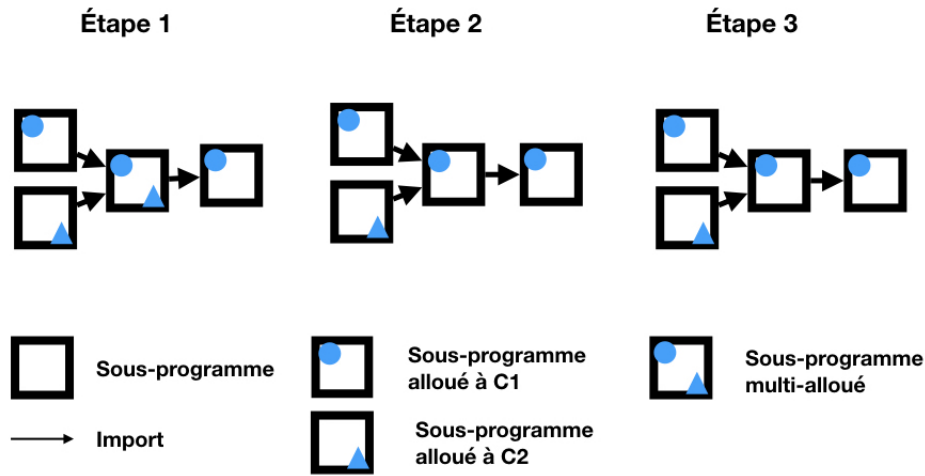 Étape 1
Étape 2
Étape 3
Sous-programme
Import
Sous-programme
alloué à C1
Sous-programme
alloué à C2
Sous-programme
multi-alloué